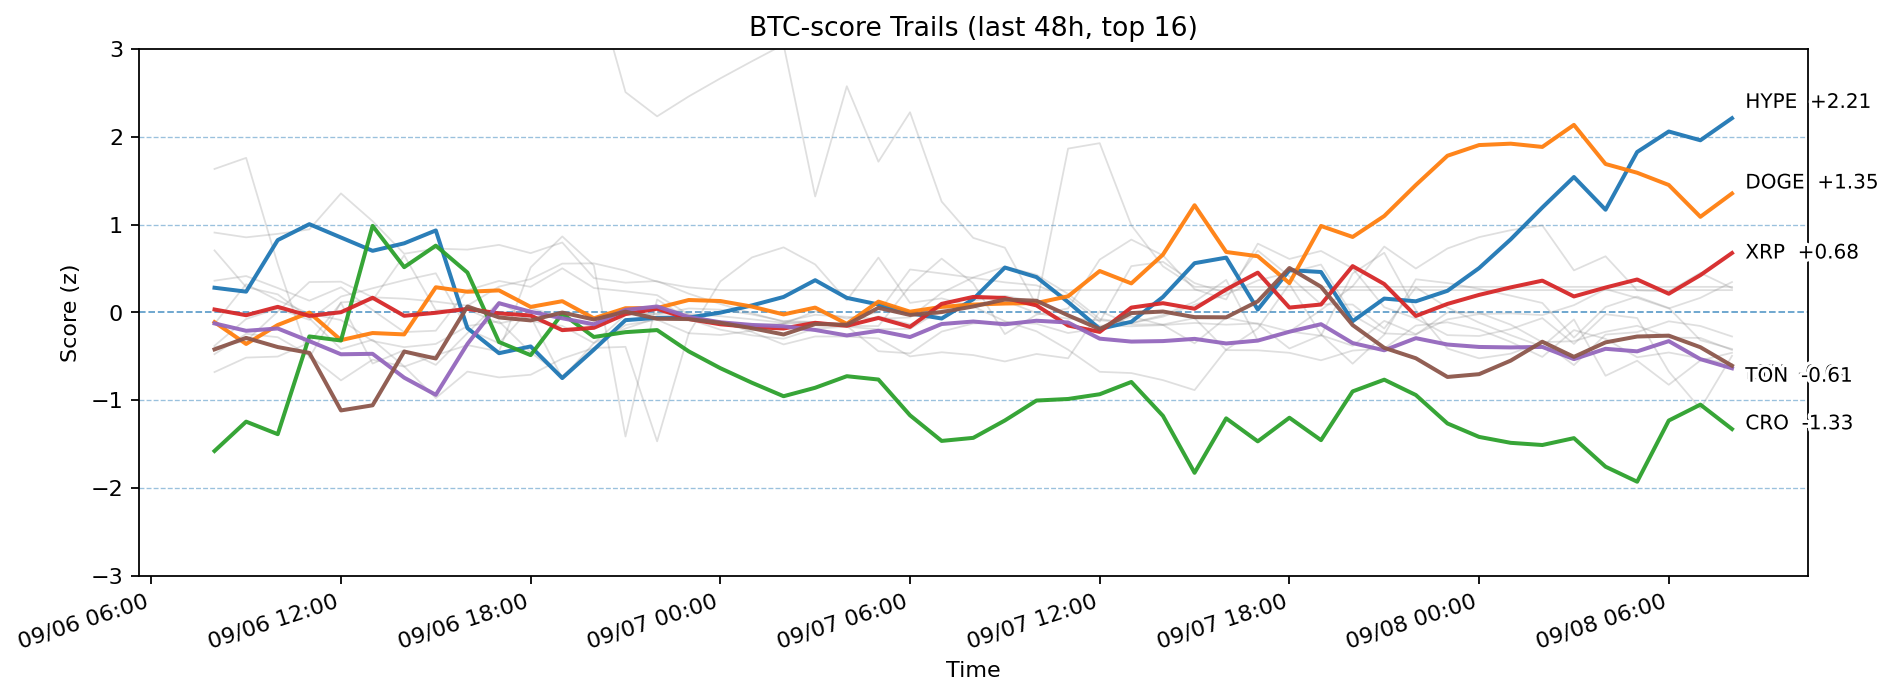 BTC-score Trails (last 48h, top 16)
Score (z)
3
2
1
0
−1
−2
−3
HYPE +2.21
DOGE +1.35
XRP +0.68
TON -0.61
CRO -1.33
09/06 06:00
09/06 12:00
09/06 18:00
09/07 00:00
09/07 06:00
09/07 12:00
09/07 18:00
09/08 00:00
09/08 06:00
Time